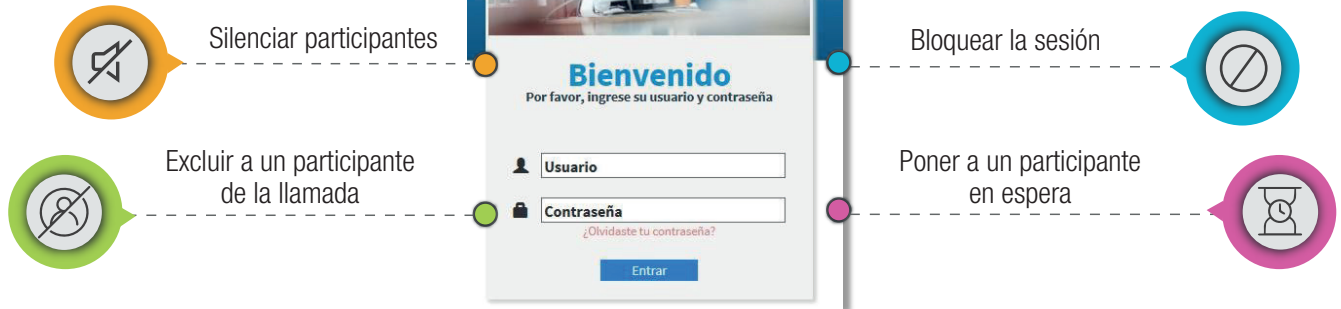 Silenciar participantes
Excluir a un participante
de la llamada
Bienvenido
Por favor, ingrese su usuario y contraseña
Usuario
Contraseña
¿Olvidaste tu contraseña?
Entrar
Bloquear la sesión
Poner a un participante
en espera